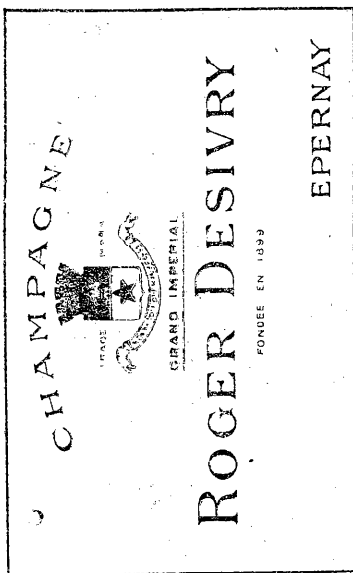 CHAMPAGNE
TRADE MARK
GRAND IMPERIAL
ROGER DESIVRY
FONDEE EN 1899
EPERNAY